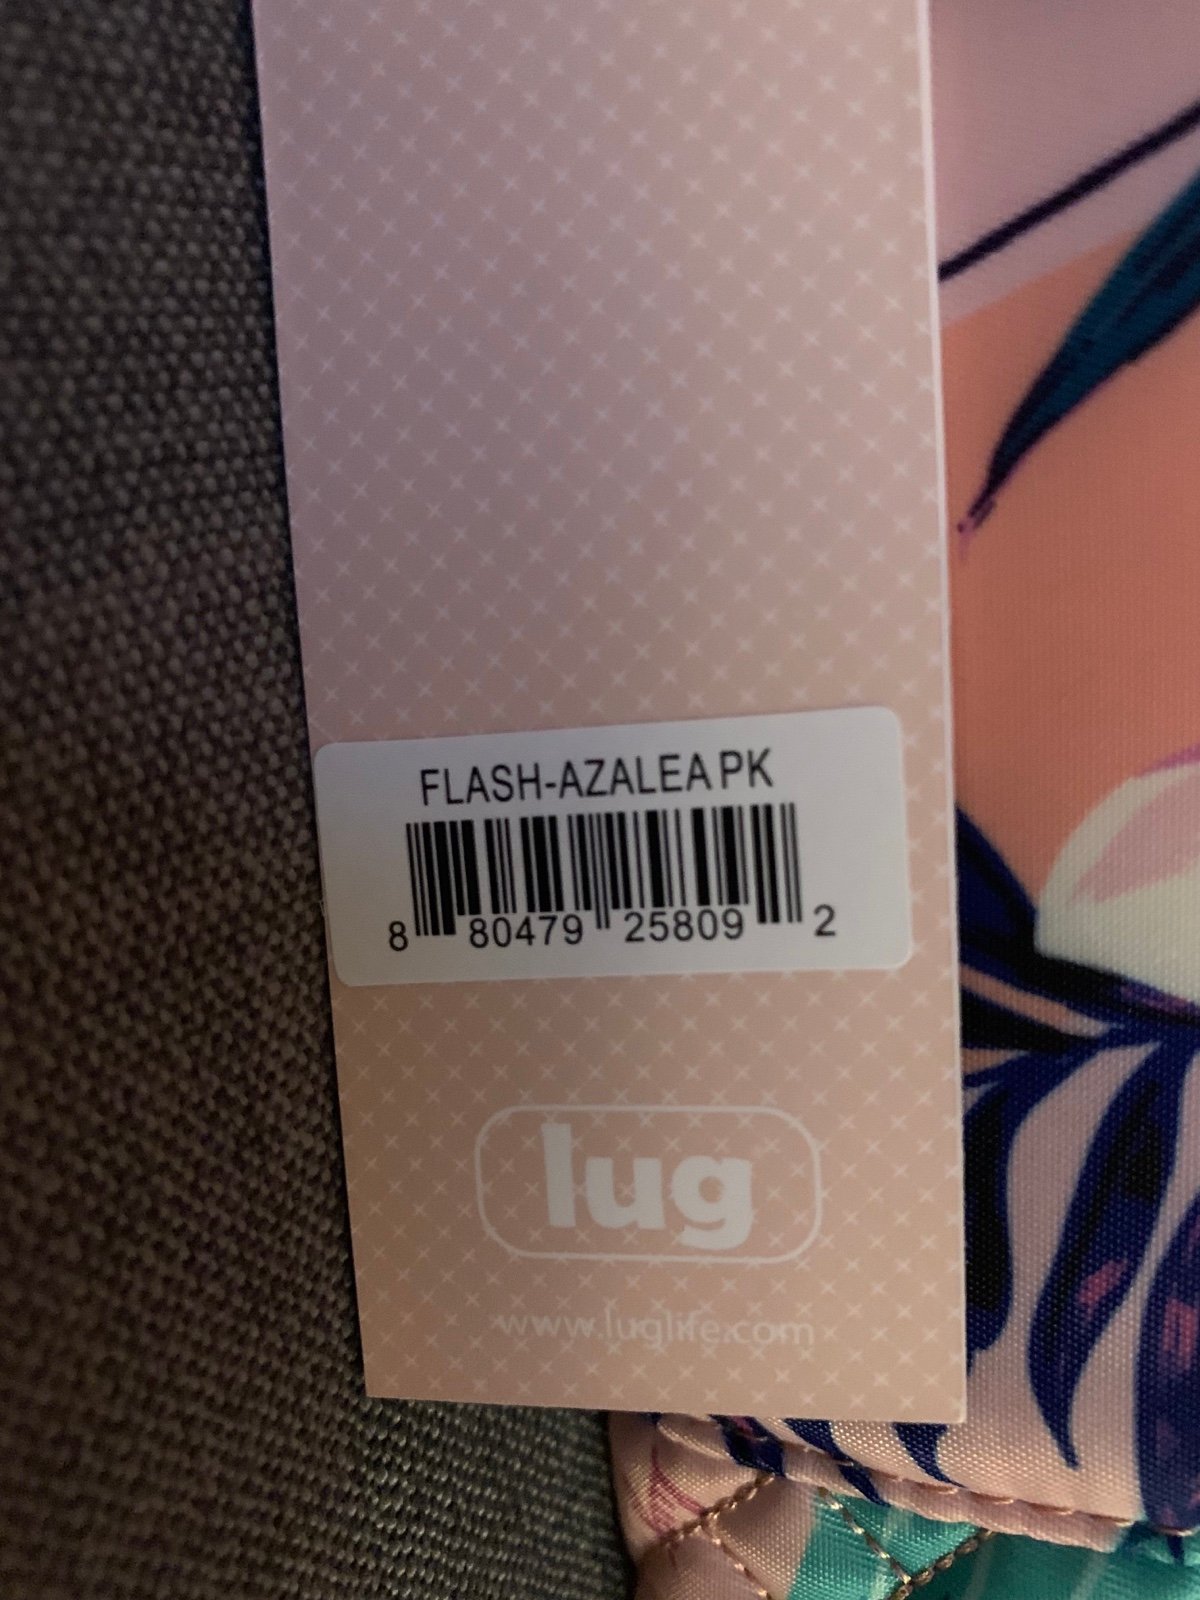 FLASH-AZALEA PK
8 80479 25809 2
lug
www.luglife.com